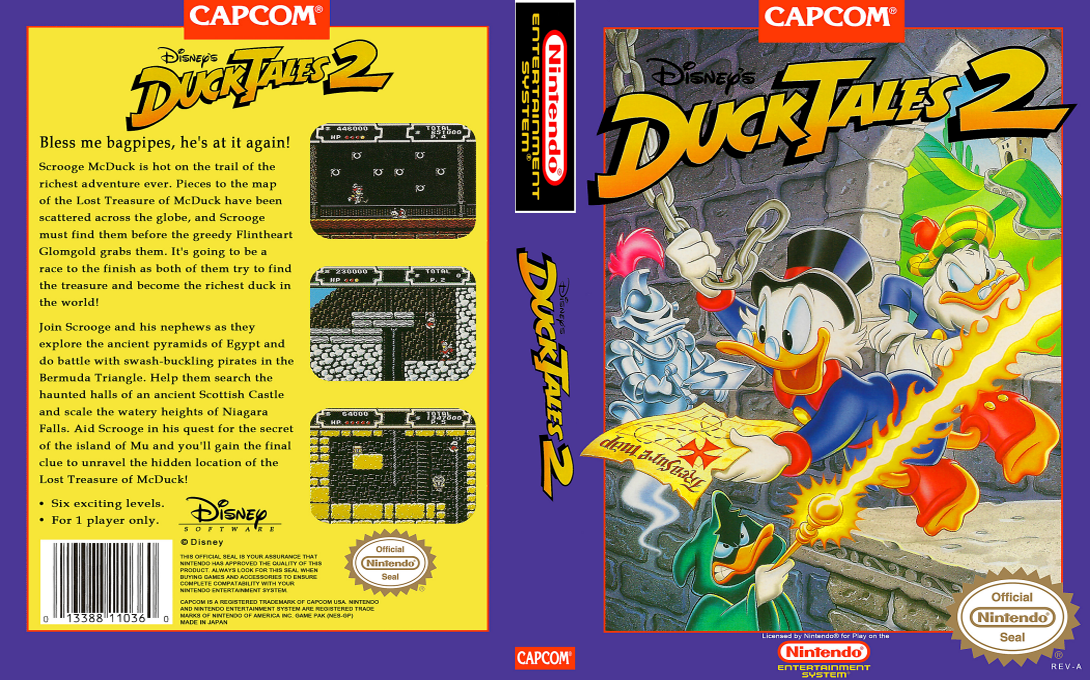 CAPCOM®
Disney's
DuckTales 2
Bless me bagpipes, he's at it again!
Scrooge McDuck is hot on the trail of the
richest adventure ever. Pieces to the map
of the Lost Treasure of McDuck have been
scattered across the globe, and Scrooge
must find them before the greedy Flintheart
Glomgold grabs them. It's going to be a
race to the finish as both of them try to find
the treasure and become the richest duck in
the world!
Join Scrooge and his nephews as they
explore the ancient pyramids of Egypt and
do battle with swash-buckling pirates in the
Bermuda Triangle. Help them search the
haunted halls of an ancient Scottish Castle
and scale the watery heights of Niagara
Falls. Aid Scrooge in his quest for the secret
of the island of Mu and you'll gain the final
clue to unravel the hidden location of the
Lost Treasure of McDuck!
• Six exciting levels.
• For 1 player only.
Disney
SOFTWARE
© Disney
THIS OFFICIAL SEAL IS YOUR ASSURANCE THAT
NINTENDO HAS APPROVED THE QUALITY OF THIS
PRODUCT. ALWAYS LOOK FOR THIS SEAL WHEN
BUYING GAMES AND ACCESSORIES TO ENSURE
COMPLETE COMPATABILITY WITH YOUR
NINTENDO ENTERTAINMENT SYSTEM.
CAPCOM IS A REGISTERED TRADEMARK OF CAPCOM USA. NINTENDO
AND NINTENDO ENTERTAINMENT SYSTEM ARE REGISTERED TRADE
MARKS OF NINTENDO OF AMERICA INC. GAME PAK (NES-GP)
MADE IN JAPAN
0 13388 11036 0
$ 448000 TOTAL
HP P.4
$ 230000 TOTAL
HP P.2
$ 64000 TOTAL
HP P.5
Official
Nintendo
Seal
®
Nintendo®
ENTERTAINMENT
SYSTEM®
Disney's
DuckTales 2
CAPCOM®
CAPCOM®
Disney's
DuckTales 2
Treasure Map
Licensed by Nintendo® for Play on the
Nintendo®
ENTERTAINMENT
SYSTEM®
Official
Nintendo
Seal
®
REV-A